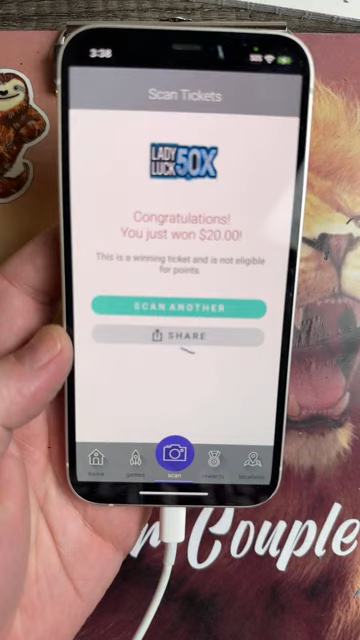 3:38
SOS
Scan Tickets
LADY
LUCK 50X
Congratulations!
You just won $20.00!
This is a winning ticket and is not eligible
for points
SCAN ANOTHER
SHARE
home games scan rewards locations
Couple